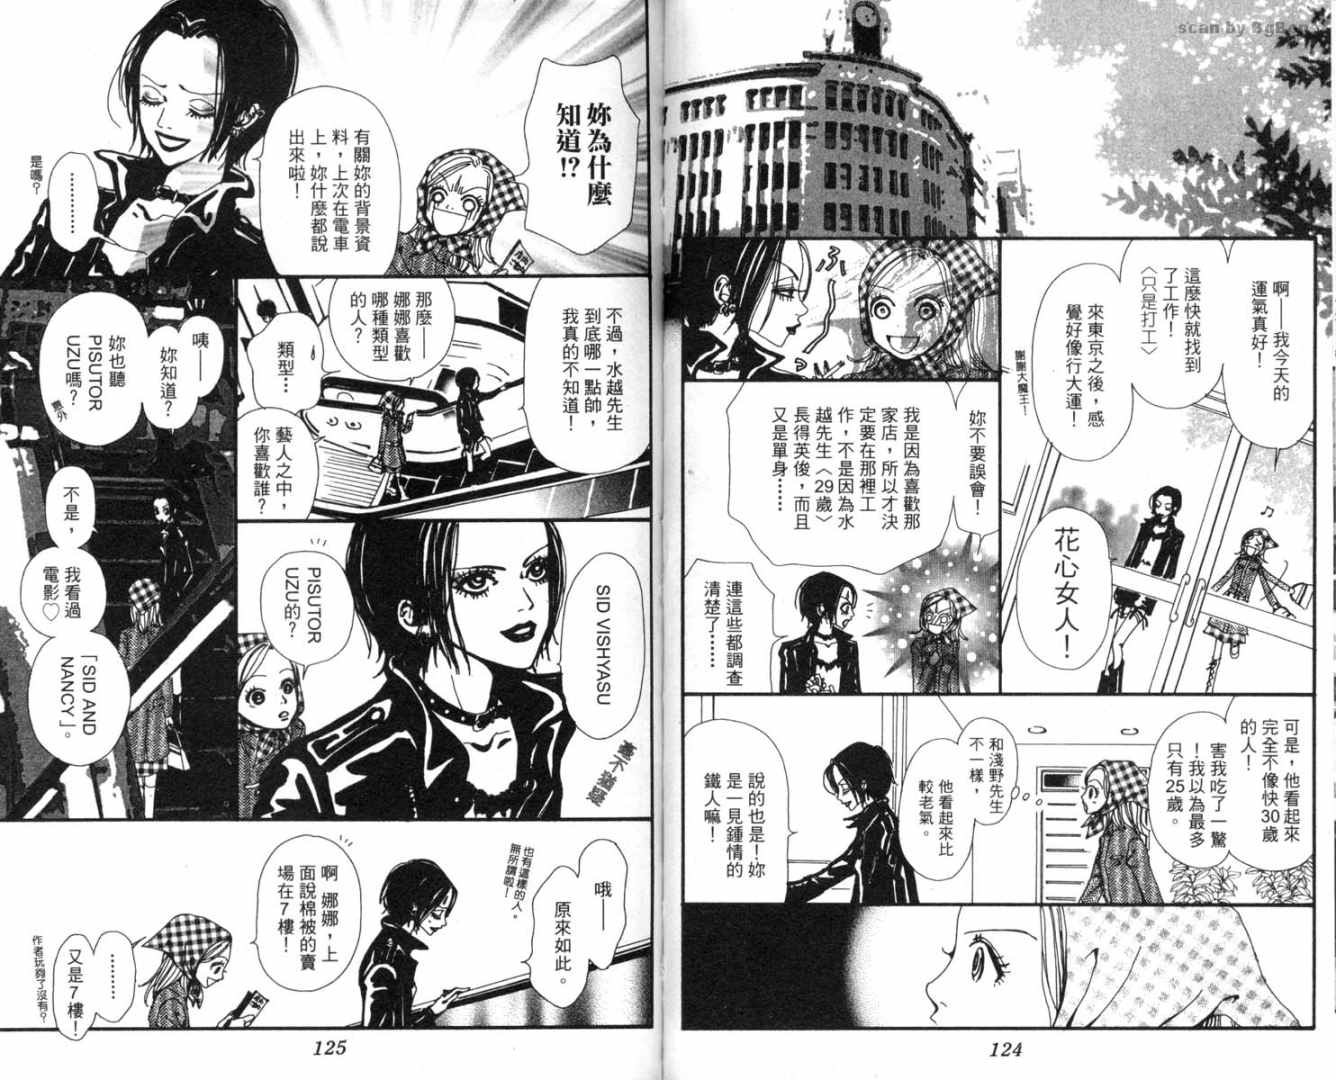 scan by
啊——我今天的
運氣真好！
這麼快就找到
了工作！
〈只是打工〉
來東京之後，感
覺好像行大運！
謝謝大魔王！
花心女人！
ふふふ
妳不要誤會！
我是因為喜歡那
家店，所以才決
定要在那裡工
作，不是因為水
越先生〈29歲〉
長得英俊，而且
又是單身……
連這些都調查
清楚了……
可是，他看起來
完全不像快30歲
的人！
害我吃了一驚
！我以為最多
只有25歲。
和淺野先生
不一樣，
他看起來比
較老氣。
說的也是！妳
是一見鍾情的
鐵人嘛！
124
妳為什麼
知道!?
有關妳的背景資
料，上次在電車
上，妳什麼都說
出來啦！
………
是嗎？
不過，水越先生
到底哪一點帥，
我真的不知道！
那麼——
娜娜喜歡
哪種類型
的人？
類型…
藝人之中，
你喜歡誰？
SID VISHYASU
毫不猶疑
PISUTOR
UZU的？
咦——
妳知道？
妳也聽
PISUTOR
UZU嗎？
意外
不是，
我看過
電影♡
「SID AND
NANCY」。
哦——
原來如此。
也有這樣的人。
無所謂啦！
啊 娜娜，上
面說棉被的賣
場在7樓！
又是7樓！
作者玩夠了沒有？
125